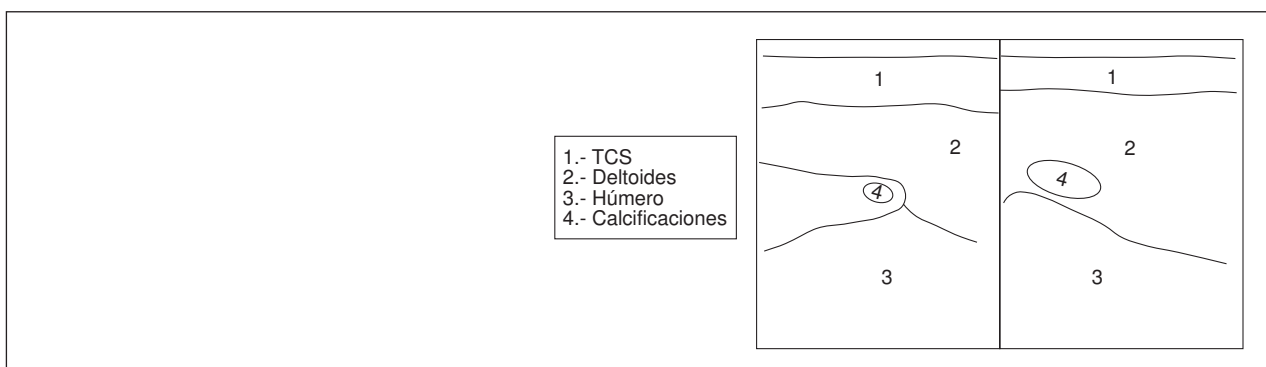 1
1
1.- TCS
2.- Deltoides
3.- Húmero
4.- Calcificaciones
2
2
4
4
3
3